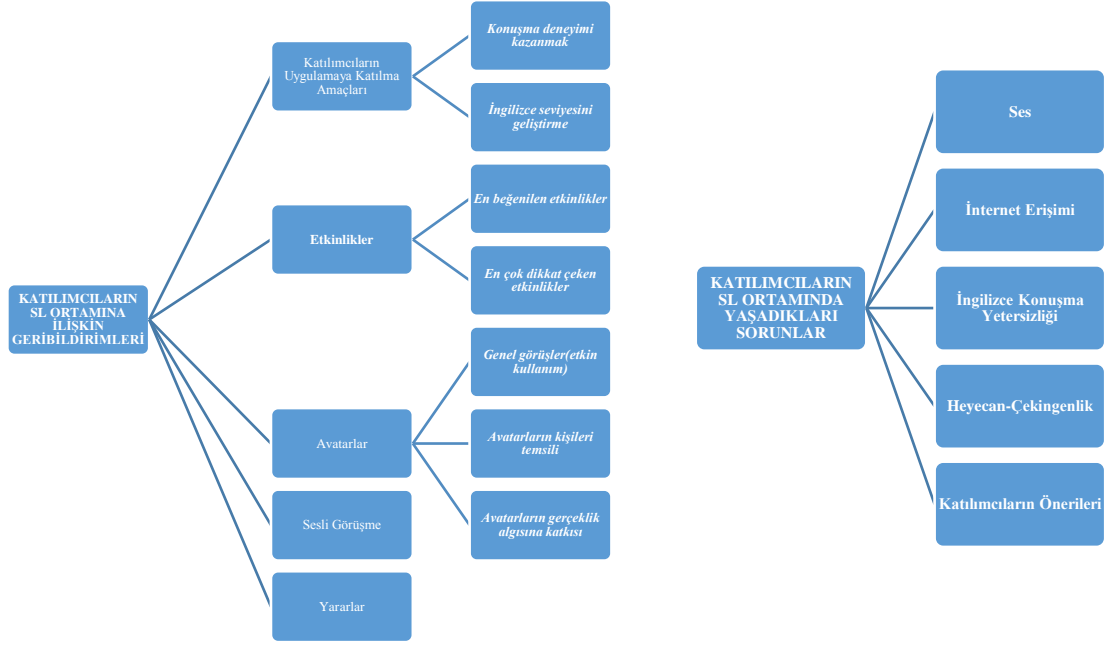 KATILIMCILARIN
SL ORTAMINA
İLİŞKİN
GERİBİLDİRİMLERİ
Katılımcıların
Uygulamaya Katılma
Amaçları
Konuşma deneyimi
kazanmak
İngilizce seviyesini
geliştirme
Etkinlikler
En beğenilen etkinlikler
En çok dikkat çeken
etkinlikler
Avatarlar
Genel görüşler(etkin
kullanım)
Avatarların kişileri
temsili
Avatarların gerçeklik
algısına katkısı
Sesli Görüşme
Yararlar
KATILIMCILARIN
SL ORTAMINDA
YAŞADIKLARI
SORUNLAR
Ses
İnternet Erişimi
İngilizce Konuşma
Yetersizliği
Heyecan-Çekingenlik
Katılımcıların Önerileri